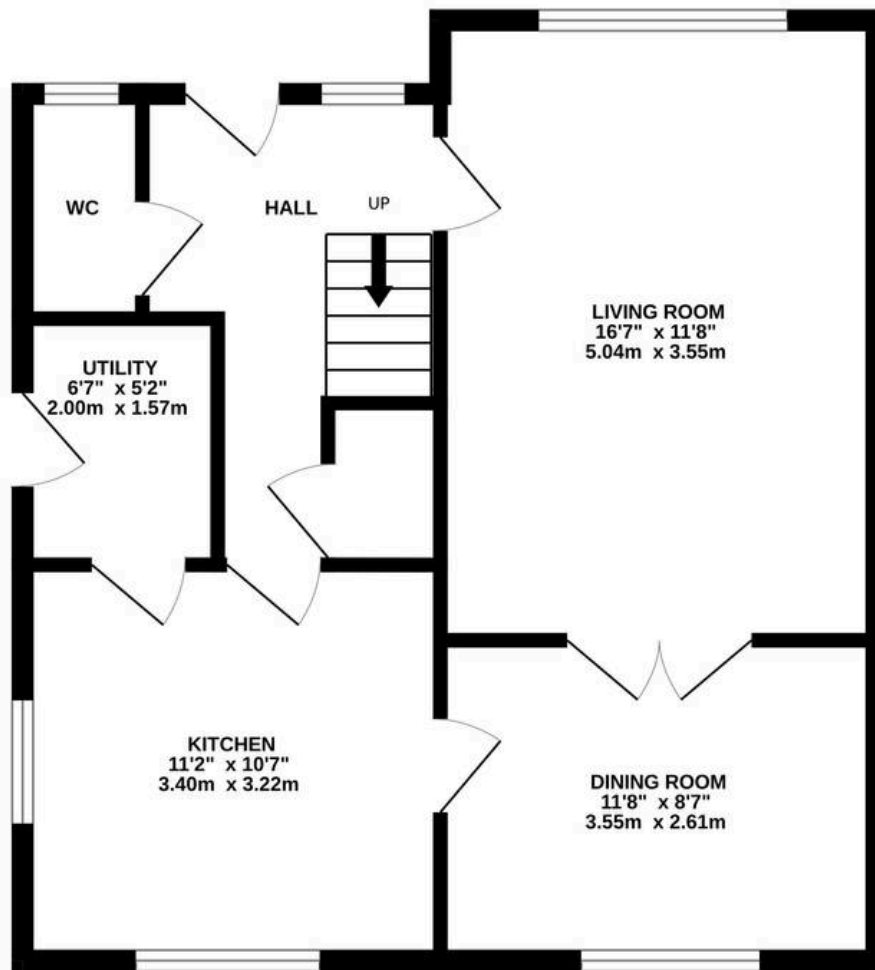 WC
HALL
UP
LIVING ROOM
16'7" x 11'8"
5.04m x 3.55m
UTILITY
6'7" x 5'2"
2.00m x 1.57m
KITCHEN
11'2" x 10'7"
3.40m x 3.22m
DINING ROOM
11'8" x 8'7"
3.55m x 2.61m